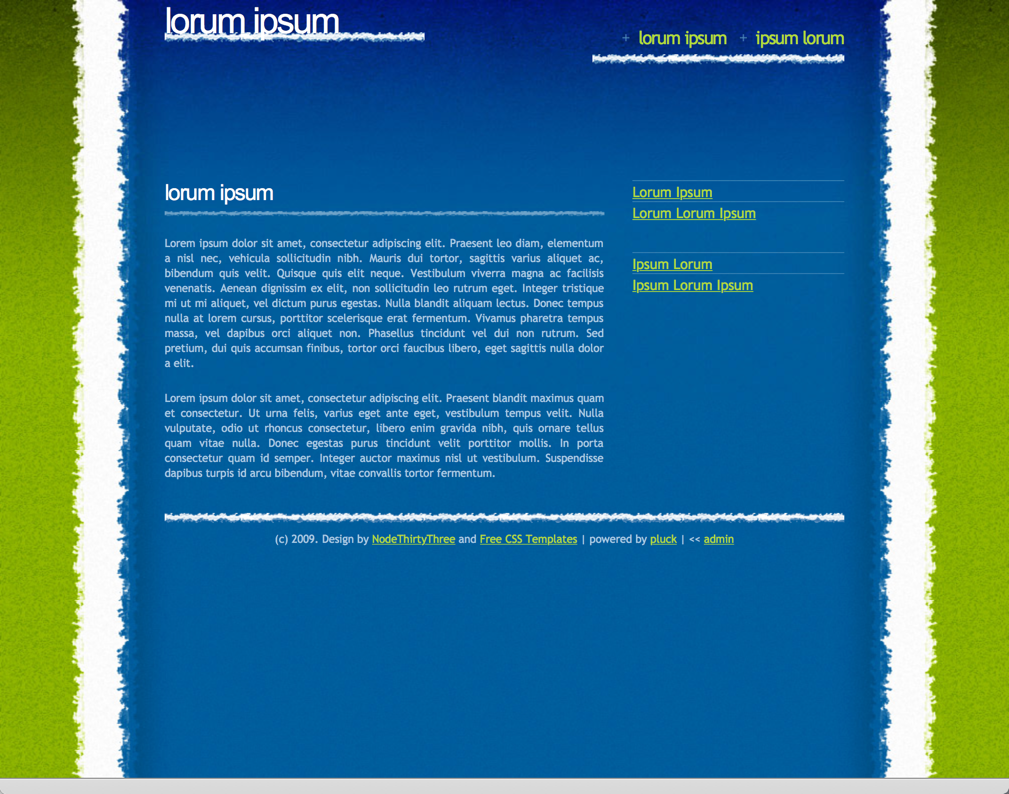 lorum ipsum
+ lorum ipsum + ipsum lorum
lorum ipsum
Lorem ipsum dolor sit amet, consectetur adipiscing elit. Praesent leo diam, elementum
a nisl nec, vehicula sollicitudin nibh. Mauris dui tortor, sagittis varius aliquet ac,
bibendum quis velit. Quisque quis elit neque. Vestibulum viverra magna ac facilisis
venenatis. Aenean dignissim ex elit, non sollicitudin leo rutrum eget. Integer tristique
mi ut mi aliquet, vel dictum purus egestas. Nulla blandit aliquam lectus. Donec tempus
nulla at lorem cursus, porttitor scelerisque erat fermentum. Vivamus pharetra tempus
massa, vel dapibus orci aliquet non. Phasellus tincidunt vel dui non rutrum. Sed
pretium, dui quis accumsan finibus, tortor orci faucibus libero, eget sagittis nulla dolor
a elit.
Lorem ipsum dolor sit amet, consectetur adipiscing elit. Praesent blandit maximus quam
et consectetur. Ut urna felis, varius eget ante eget, vestibulum tempus velit. Nulla
vulputate, odio ut rhoncus consectetur, libero enim gravida nibh, quis ornare tellus
quam vitae nulla. Donec egestas purus tincidunt velit porttitor mollis. In porta
consectetur quam id semper. Integer auctor maximus nisl ut vestibulum. Suspendisse
dapibus turpis id arcu bibendum, vitae convallis tortor fermentum.
Lorum Ipsum
Lorum Lorum Ipsum
Ipsum Lorum
Ipsum Lorum Ipsum
(c) 2009. Design by NodeThirtyThree and Free CSS Templates | powered by pluck | << admin